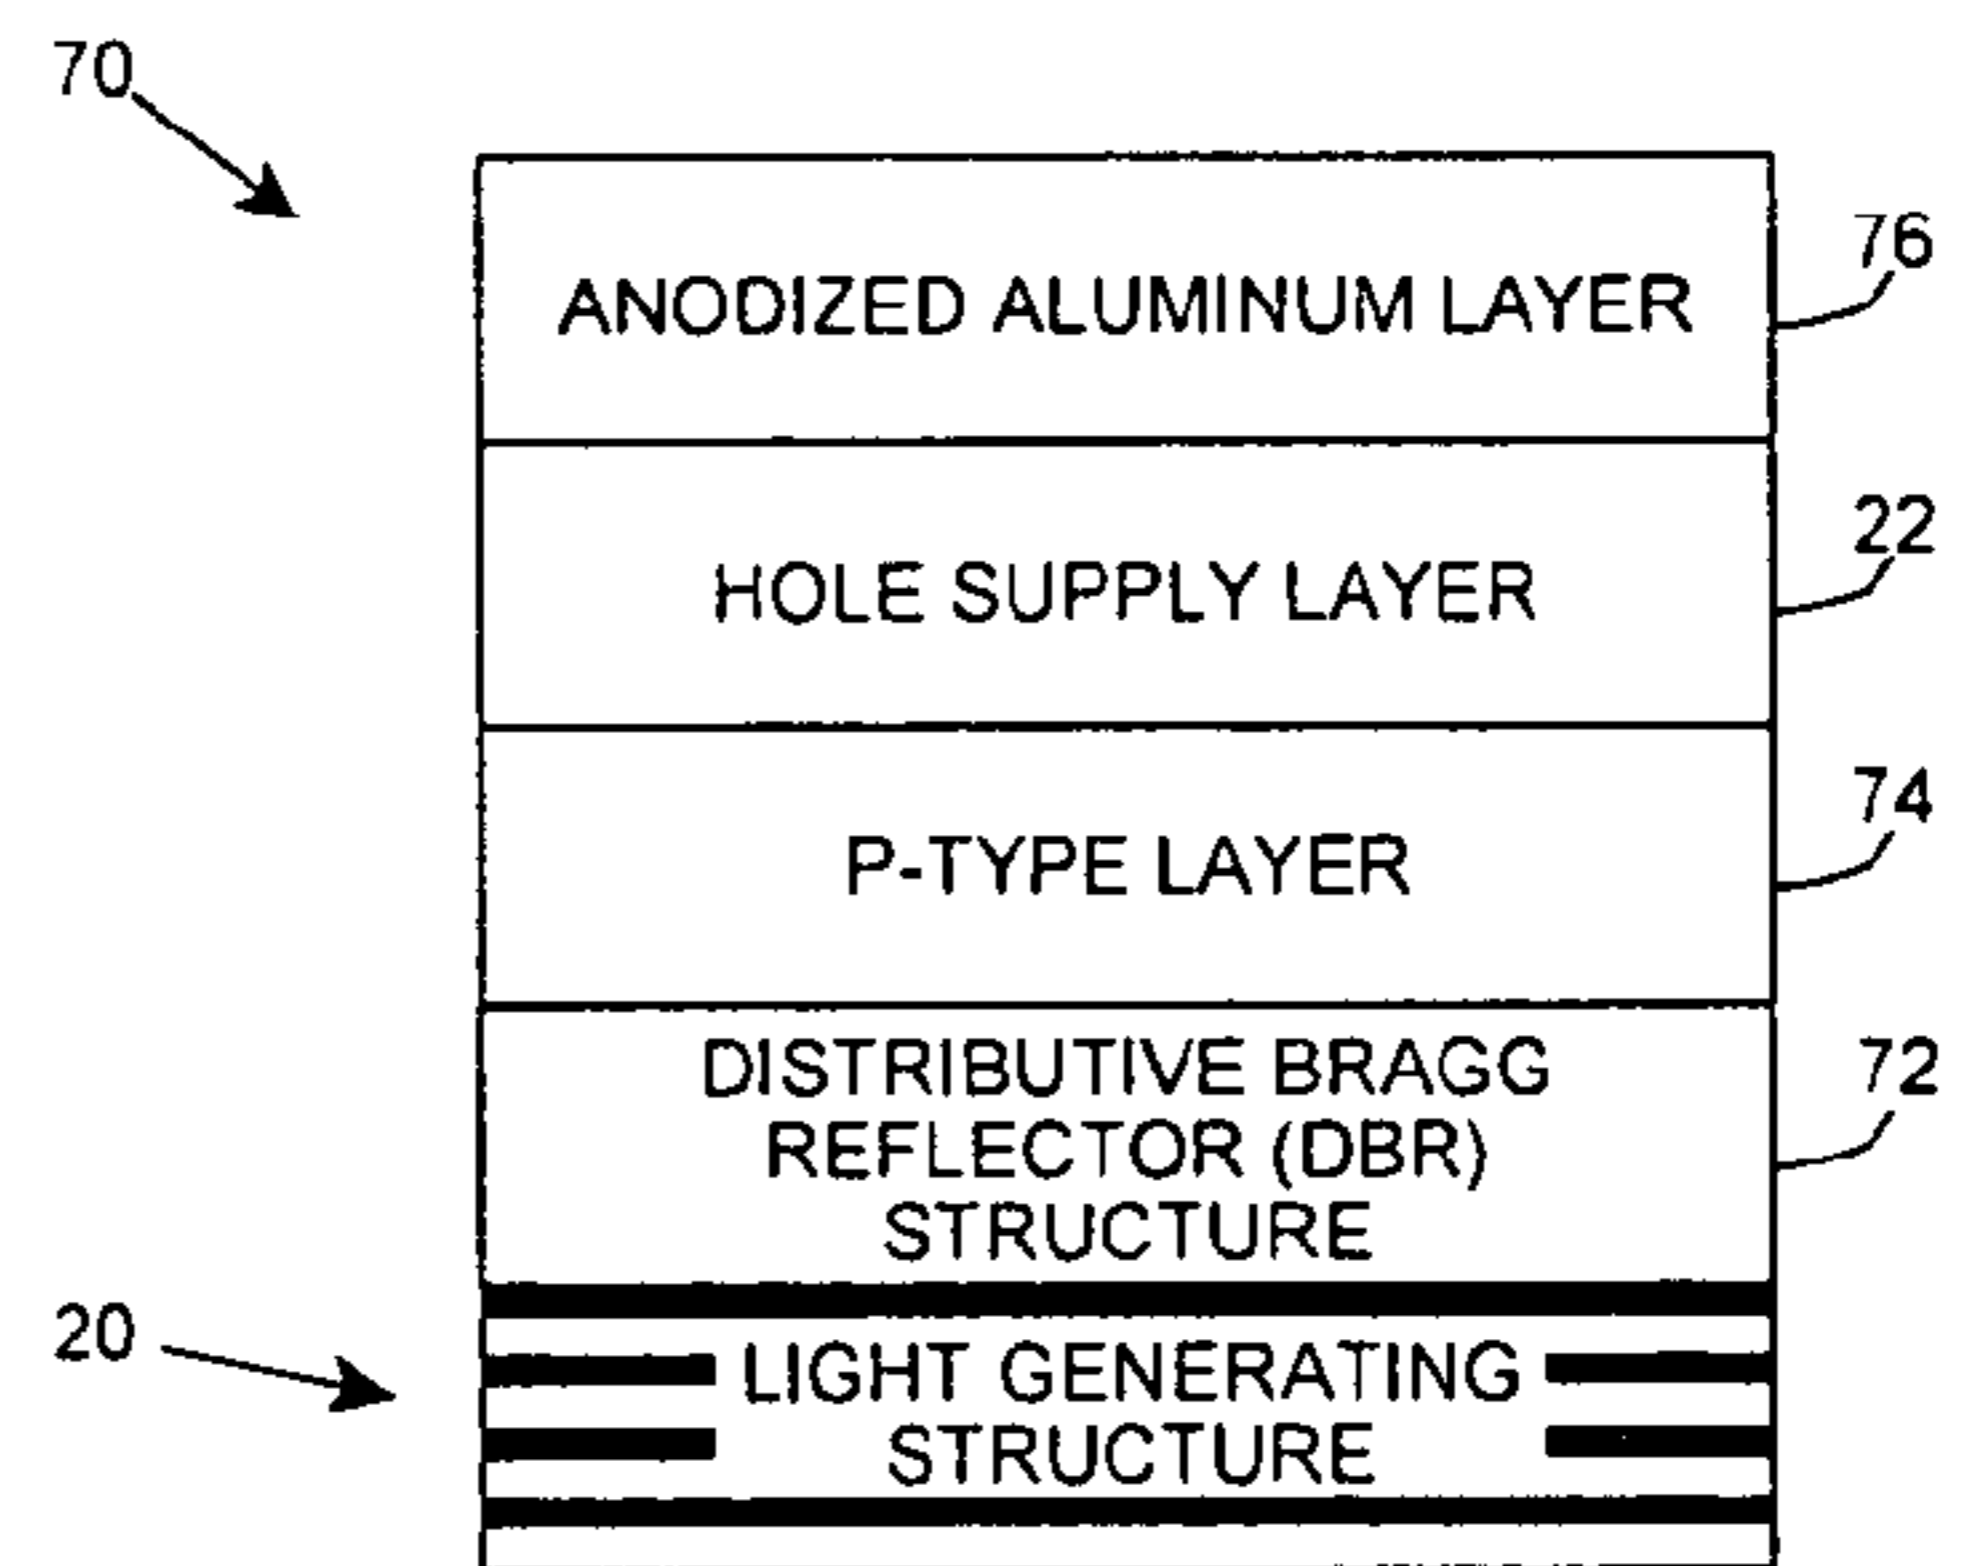 70
ANODIZED ALUMINUM LAYER
76
HOLE SUPPLY LAYER
22
P-TYPE LAYER
74
DISTRIBUTIVE BRAGG
REFLECTOR (DBR)
STRUCTURE
72
20
LIGHT GENERATING
STRUCTURE